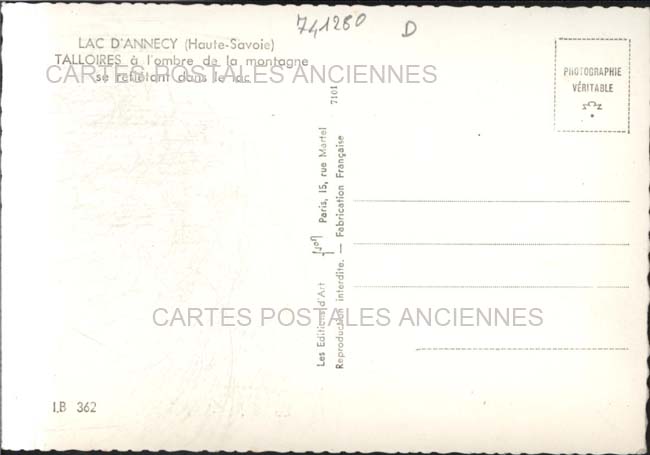 741280 D
LAC D'ANNECY (Haute-Savoie)
TALLOIRES à l'ombre de la montagne
CARTES POSTALES ANCIENNES
se reflétant dans le lac
PHOTOGRAPHIE
VÉRITABLE
Les Editions d'Art Paris, 15, rue Martel 7101
Reproduction interdite. — Fabrication Française
CARTES POSTALES ANCIENNES
I.B 362